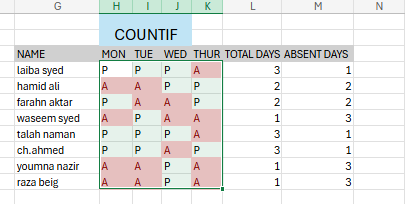 G H I J K L M N
COUNTIF
NAME MON TUE WED THUR TOTAL DAYS ABSENT DAYS
laiba syed P P P A 3 1
hamid ali A A P P 2 2
farahn aktar P A A P 2 2
waseem syed A P A A 1 3
talah naman P P P A 3 1
ch.ahmed P P A P 3 1
youmna nazir A A P A 1 3
raza beig A A P A 1 3